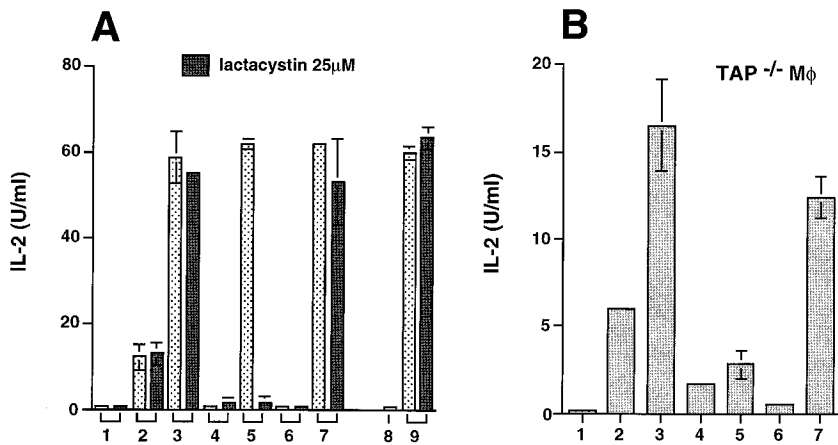 A
lactacystin 25μM
80
60
40
20
0
IL-2 (U/ml)
1 2 3 4 5 6 7 8 9
B
TAP -/- Mϕ
20
15
10
5
0
IL-2 (U/ml)
1 2 3 4 5 6 7